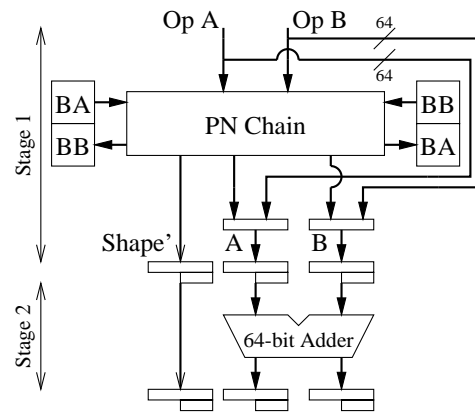 Op A Op B 64
64
BA BB
PN Chain
BB BA
Stage 1
Shape’ A B
Stage 2
64-bit Adder